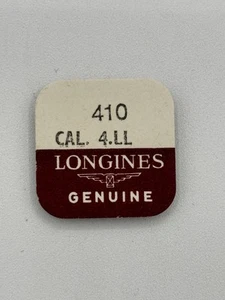 410
CAL. 4.LL
LONGINES
GENUINE